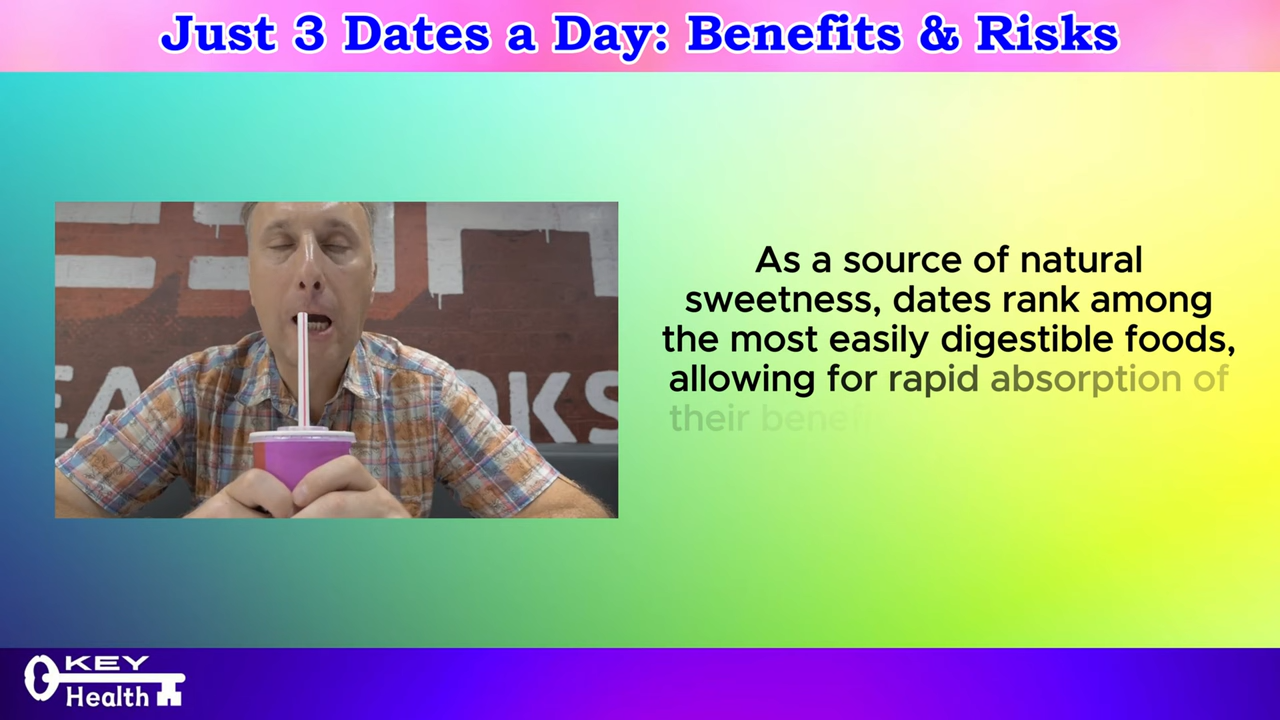 Just 3 Dates a Day: Benefits & Risks
As a source of natural
sweetness, dates rank among
the most easily digestible foods,
allowing for rapid absorption of
their
KEY
Health